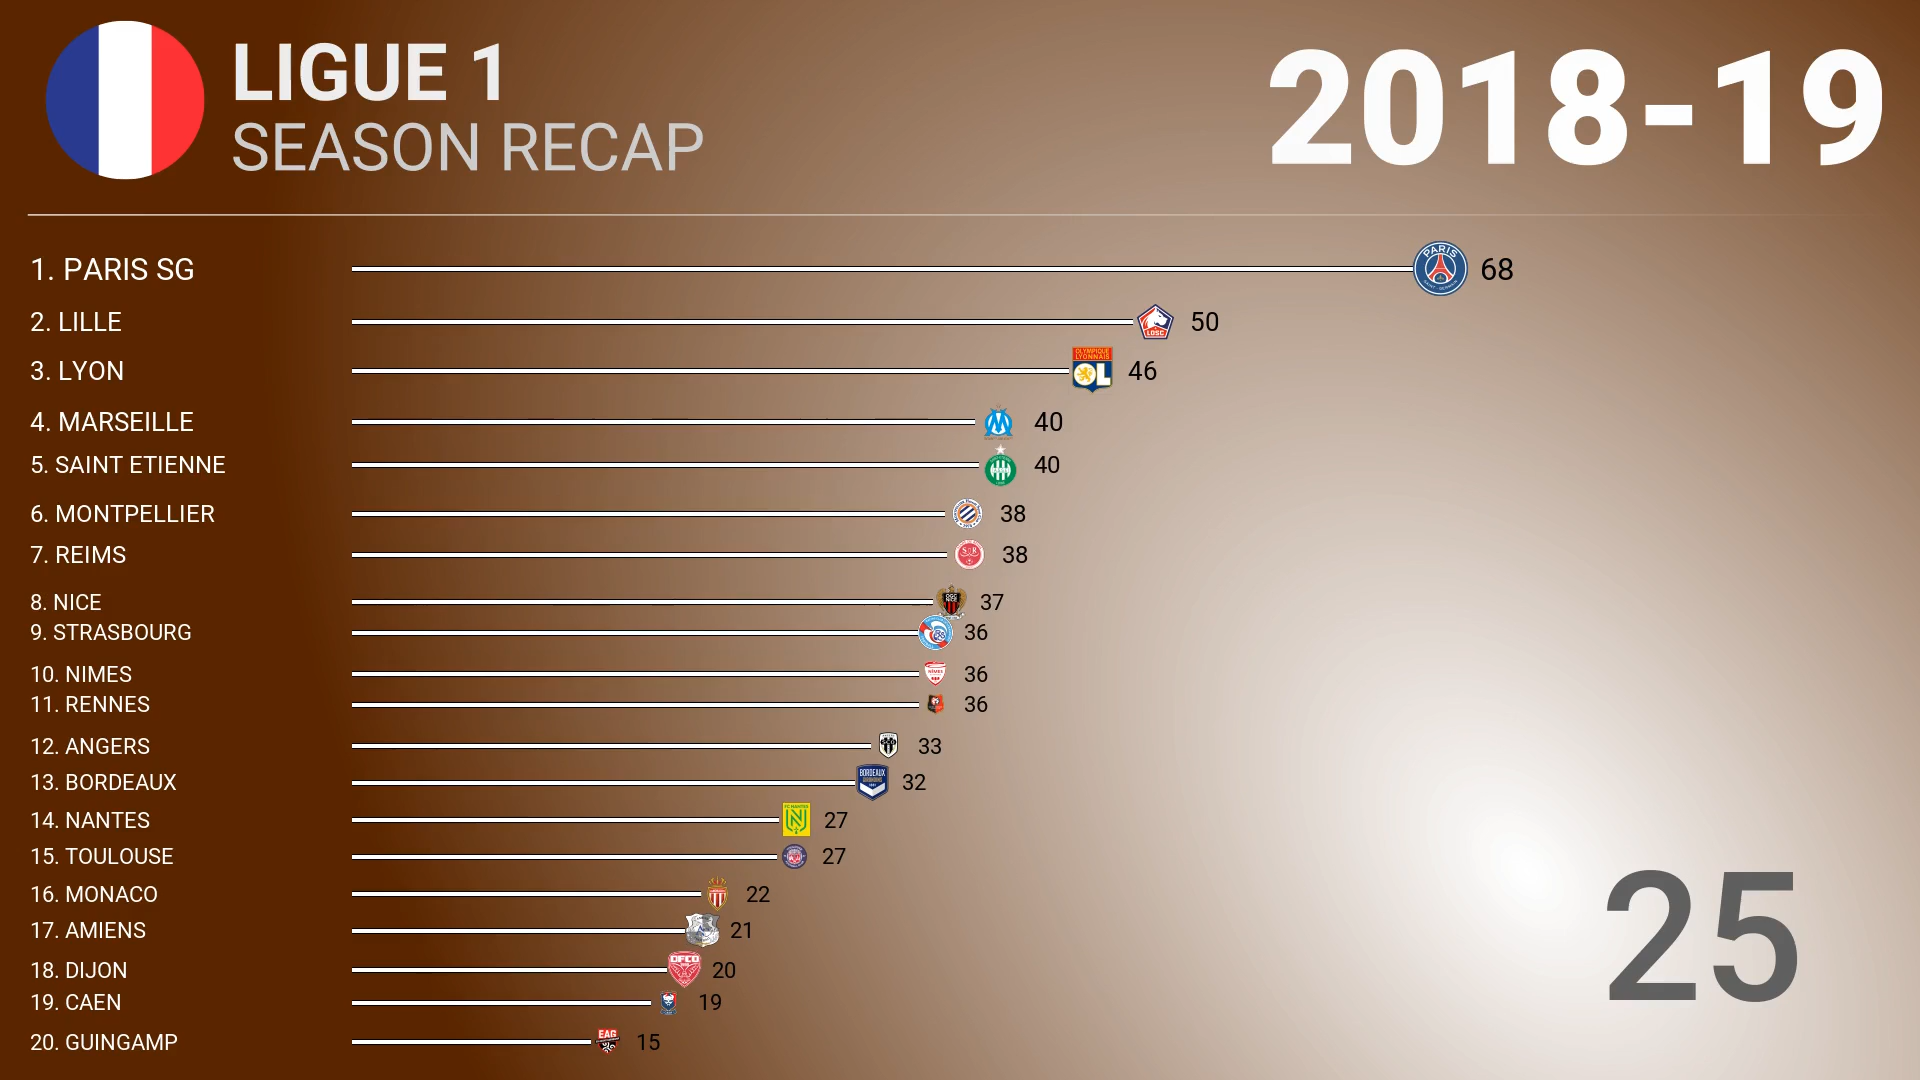 LIGUE 1
SEASON RECAP
2018-19
1. PARIS SG 68
2. LILLE 50
3. LYON 46
4. MARSEILLE 40
5. SAINT ETIENNE 40
6. MONTPELLIER 38
7. REIMS 38
8. NICE 37
9. STRASBOURG 36
10. NIMES 36
11. RENNES 36
12. ANGERS 33
13. BORDEAUX 32
14. NANTES 27
15. TOULOUSE 27
16. MONACO 22
17. AMIENS 21
18. DIJON 20
19. CAEN 19
20. GUINGAMP 15
25